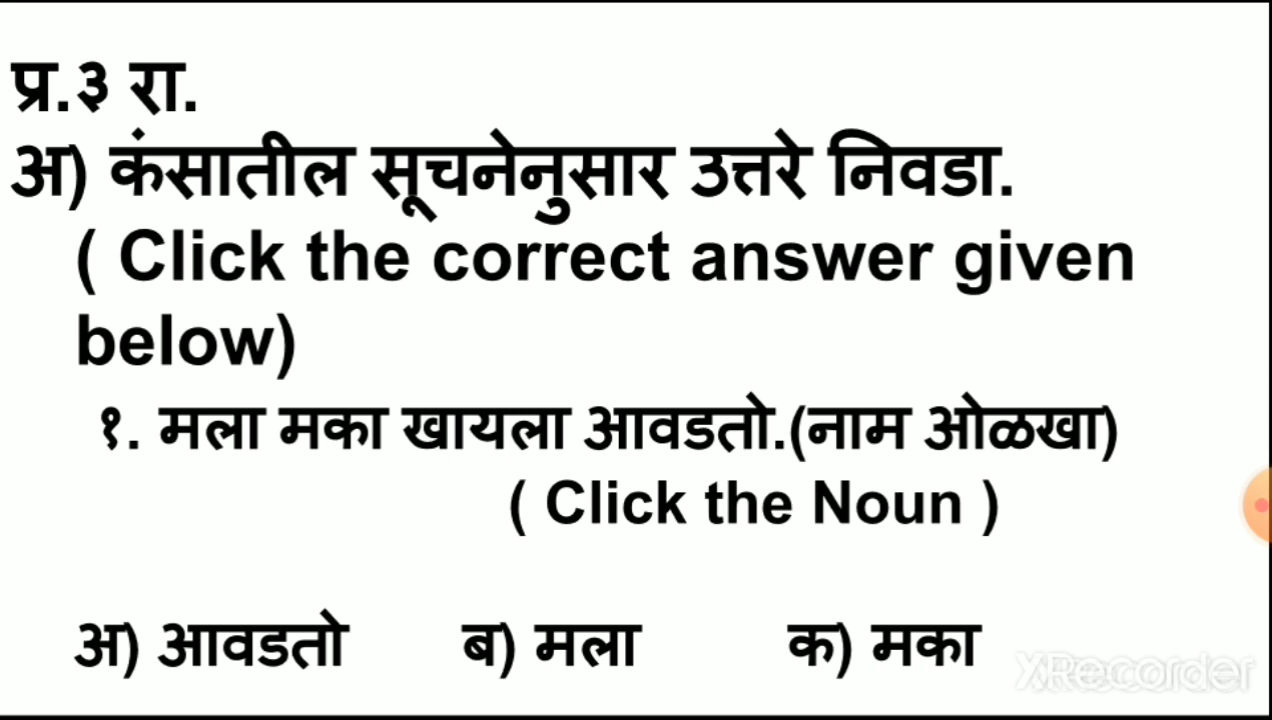 प्र.३ रा.
अ) कंसातील सूचनेनुसार उत्तरे निवडा.
( Click the correct answer given
below)
१. मला मका खायला आवडतो.(नाम ओळखा)
( Click the Noun )
अ) आवडतो ब) मला क) मका
XRecorder